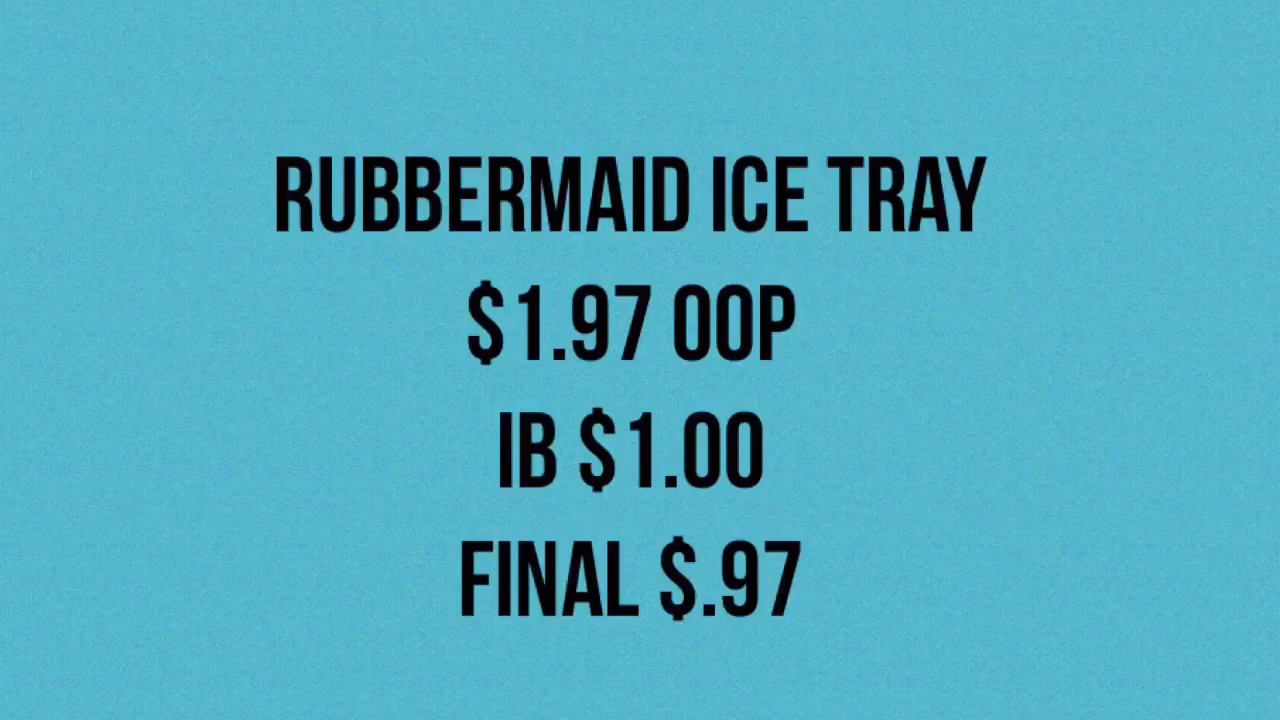 RUBBERMAID ICE TRAY
$1.97 OOP
IB $1.00
FINAL $.97